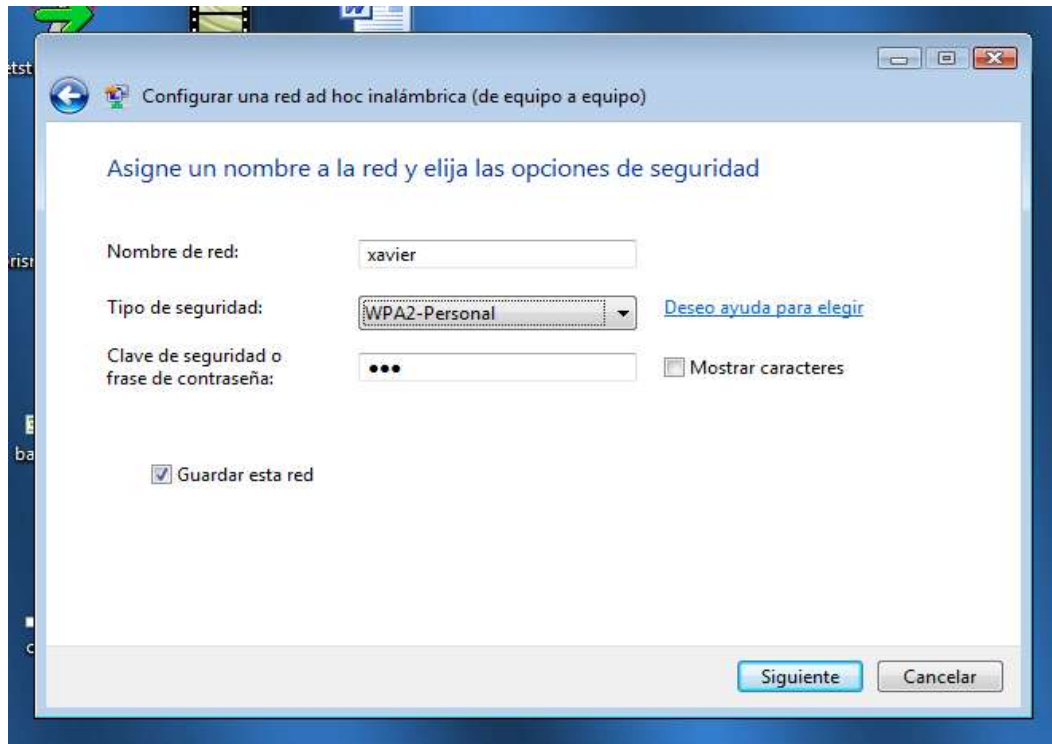 Configurar una red ad hoc inalámbrica (de equipo a equipo)
Asigne un nombre a la red y elija las opciones de seguridad
Nombre de red:
xavier
Tipo de seguridad:
WPA2-Personal
Deseo ayuda para elegir
Clave de seguridad o
frase de contraseña:
●●●
Mostrar caracteres
Guardar esta red
Siguiente
Cancelar